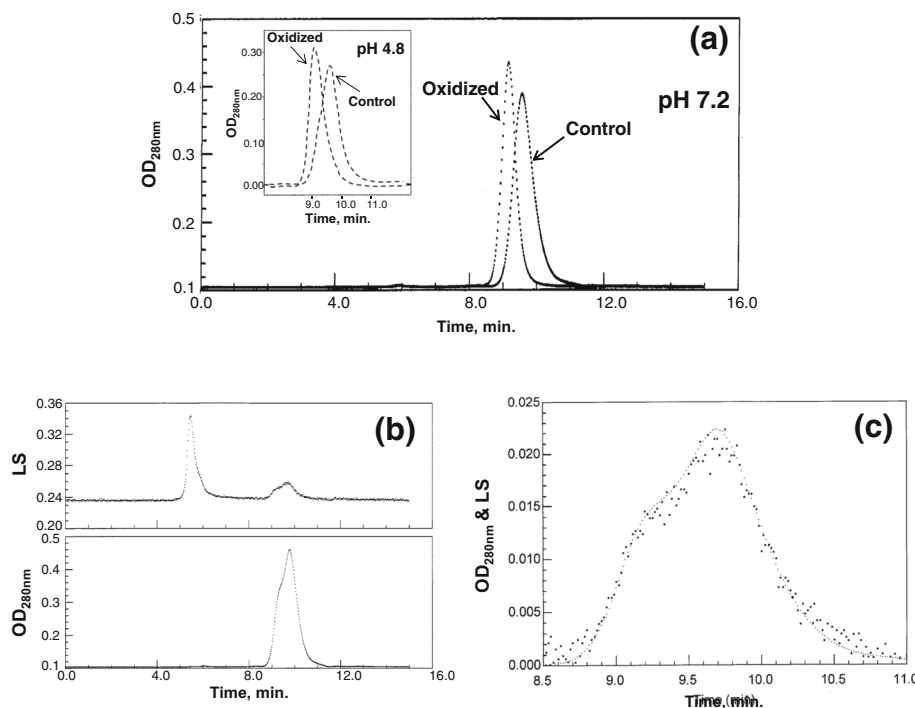 (a)
pH 7.2
OD280nm
0.5
0.4
0.3
0.2
0.1
0.0
4.0
8.0
12.0
16.0
Time, min.
Oxidized
Control
pH 4.8
Oxidized
Control
OD280nm
0.30
0.20
0.10
0.00
9.0
10.0
11.0
Time, min.
(b)
LS
0.36
0.32
0.28
0.24
0.20
OD280nm
0.5
0.4
0.3
0.2
0.1
0.0
4.0
8.0
12.0
16.0
Time, min.
(c)
OD280nm & LS
0.025
0.020
0.015
0.010
0.005
0.000
8.5
9.0
9.5
10.0
10.5
11.0
Time, min.
Time (min)